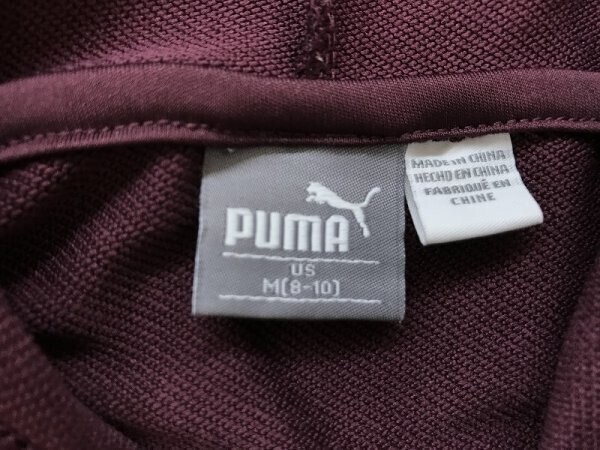 PUMA
US
M(8-10)
MADE IN CHINA
HECHO EN CHINA
FABRIQUÉ EN
CHINE